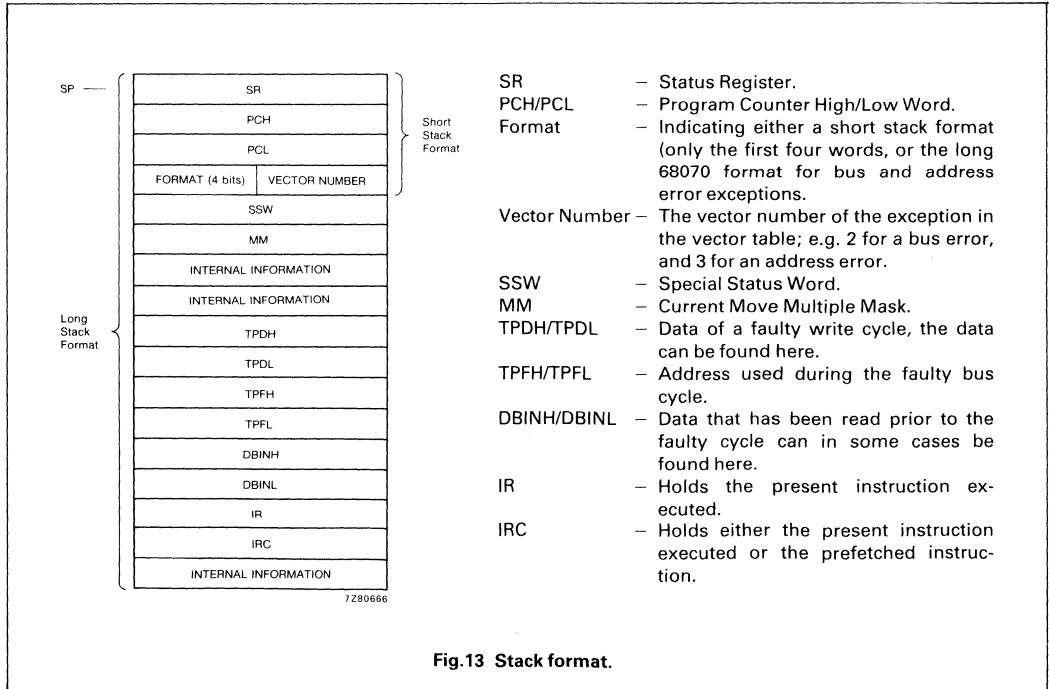 SP
SR
PCH
PCL
FORMAT (4 bits) VECTOR NUMBER
Short
Stack
Format
SSW
MM
INTERNAL INFORMATION
INTERNAL INFORMATION
Long
Stack
Format
TPDH
TPDL
TPFH
TPFL
DBINH
DBINL
IR
IRC
INTERNAL INFORMATION
7Z80666
SR – Status Register.
PCH/PCL – Program Counter High/Low Word.
Format – Indicating either a short stack format
(only the first four words, or the long
68070 format for bus and address
error exceptions.
Vector Number – The vector number of the exception in
the vector table; e.g. 2 for a bus error,
and 3 for an address error.
SSW – Special Status Word.
MM – Current Move Multiple Mask.
TPDH/TPDL – Data of a faulty write cycle, the data
can be found here.
TPFH/TPFL – Address used during the faulty bus
cycle.
DBINH/DBINL – Data that has been read prior to the
faulty cycle can in some cases be
found here.
IR – Holds the present instruction ex-
ecuted.
IRC – Holds either the present instruction
executed or the prefetched instruc-
tion.
Fig.13 Stack format.